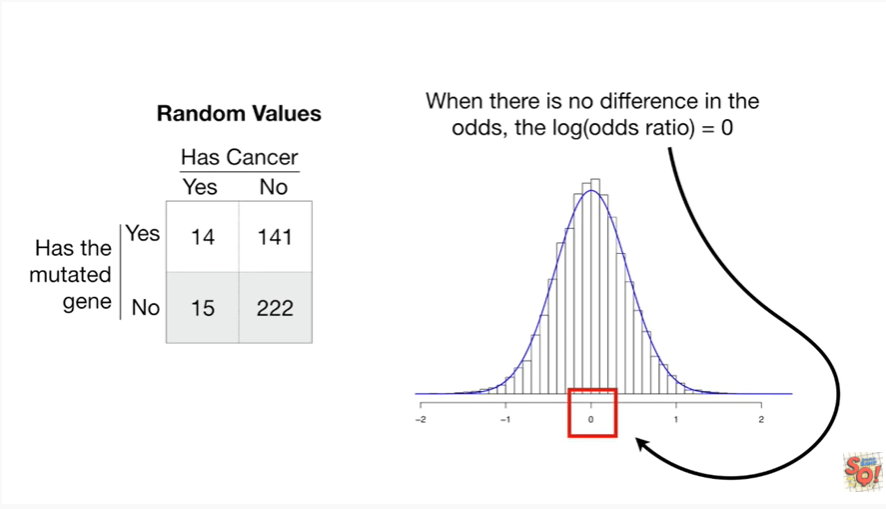 Random Values
Has Cancer
Yes No
Has the
mutated
gene
Yes 14 141
No 15 222
When there is no difference in the
odds, the log(odds ratio) = 0
-2 -1 0 1 2
SQ!